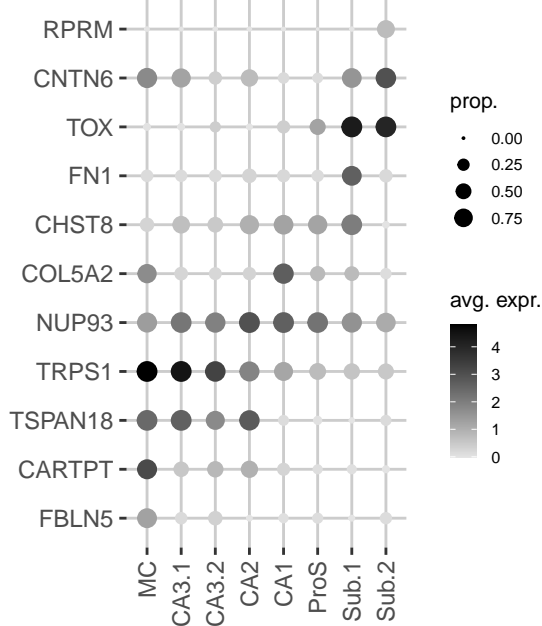 RPRM
CNTN6
TOX
FN1
CHST8
COL5A2
NUP93
TRPS1
TSPAN18
CARTPT
FBLN5
MC
CA3.1
CA3.2
CA2
CA1
ProS
Sub.1
Sub.2
prop.
0.00
0.25
0.50
0.75
avg. expr.
4
3
2
1
0